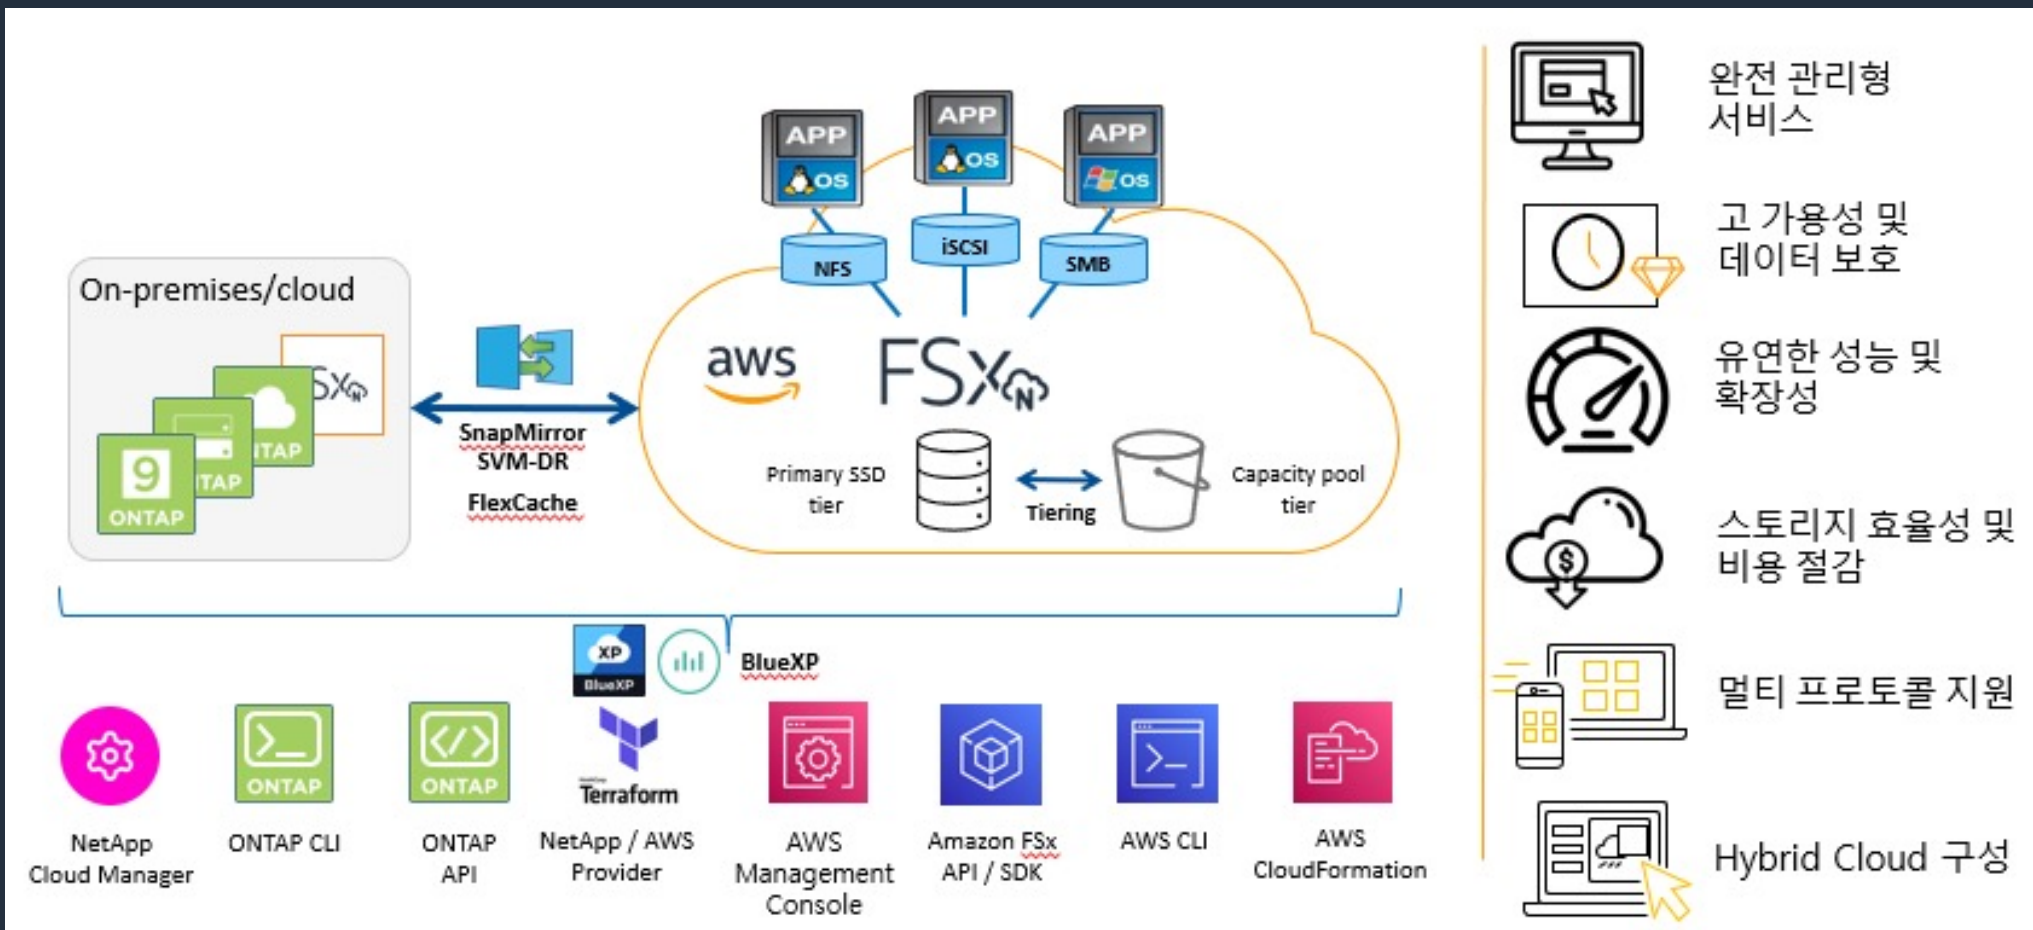 APP
OS
APP
OS
APP
OS
NFS
iSCSI
SMB
On-premises/cloud
9
ONTAP
TAP
NTAP
SXN
SnapMirror
SVM-DR
FlexCache
aws
FSxN
Primary SSD
tier
Tiering
Capacity pool
tier
XP
BlueXP
BlueXP
ONTAP
ONTAP
Terraform
NetApp
Cloud Manager
ONTAP CLI
ONTAP
API
NetApp / AWS
Provider
AWS
Management
Console
Amazon FSx
API / SDK
AWS CLI
AWS
CloudFormation
완전 관리형
서비스
고 가용성 및
데이터 보호
유연한 성능 및
확장성
$
스토리지 효율성 및
비용 절감
멀티 프로토콜 지원
Hybrid Cloud 구성